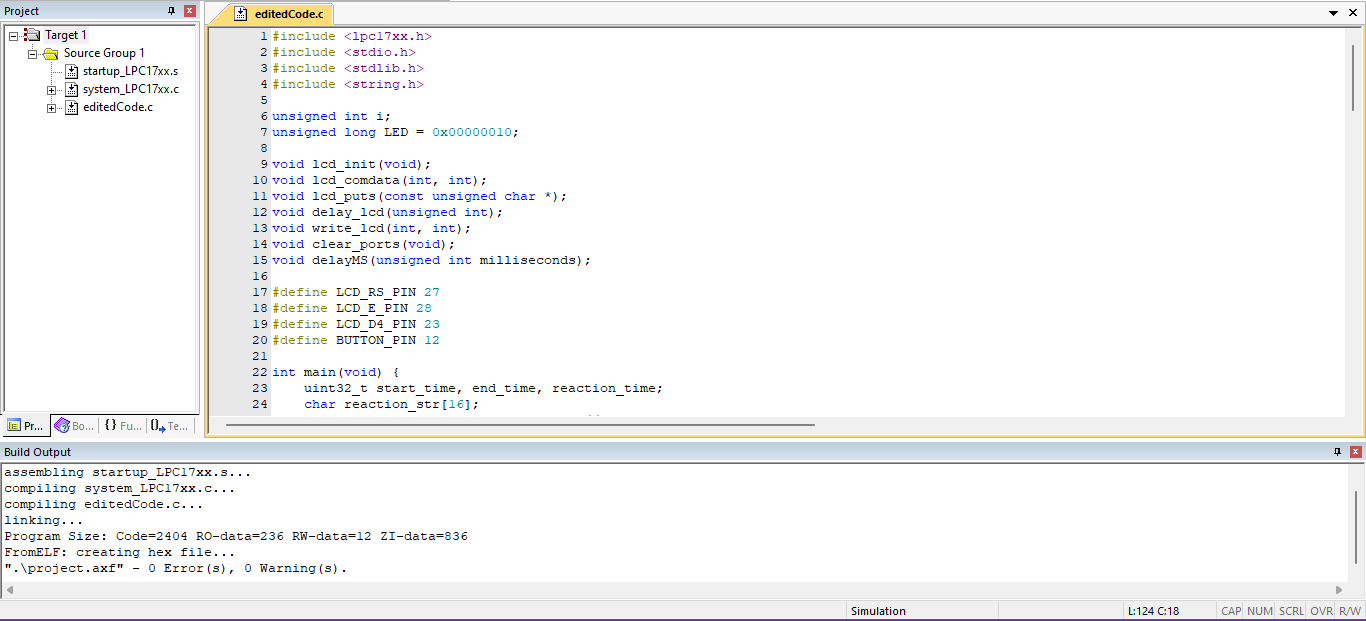 Project
Target 1
Source Group 1
startup_LPC17xx.s
system_LPC17xx.c
editedCode.c
Pr...
Bo...
{} Fu...
Te...
editedCode.c
1 #include <lpc17xx.h>
2 #include <stdio.h>
3 #include <stdlib.h>
4 #include <string.h>
5
6 unsigned int i;
7 unsigned long LED = 0x00000010;
8
9 void lcd_init(void);
10 void lcd_comdata(int, int);
11 void lcd_puts(const unsigned char *);
12 void delay_lcd(unsigned int);
13 void write_lcd(int, int);
14 void clear_ports(void);
15 void delayMS(unsigned int milliseconds);
16
17 #define LCD_RS_PIN 27
18 #define LCD_E_PIN 28
19 #define LCD_D4_PIN 23
20 #define BUTTON_PIN 12
21
22 int main(void) {
23 uint32_t start_time, end_time, reaction_time;
24 char reaction_str[16];
Build Output
assembling startup_LPC17xx.s...
compiling system_LPC17xx.c...
compiling editedCode.c...
linking...
Program Size: Code=2404 RO-data=236 RW-data=12 ZI-data=836
FromELF: creating hex file...
".\project.axf" - 0 Error(s), 0 Warning(s).
Simulation
L:124 C:18
CAP NUM SCRL OVR R/W